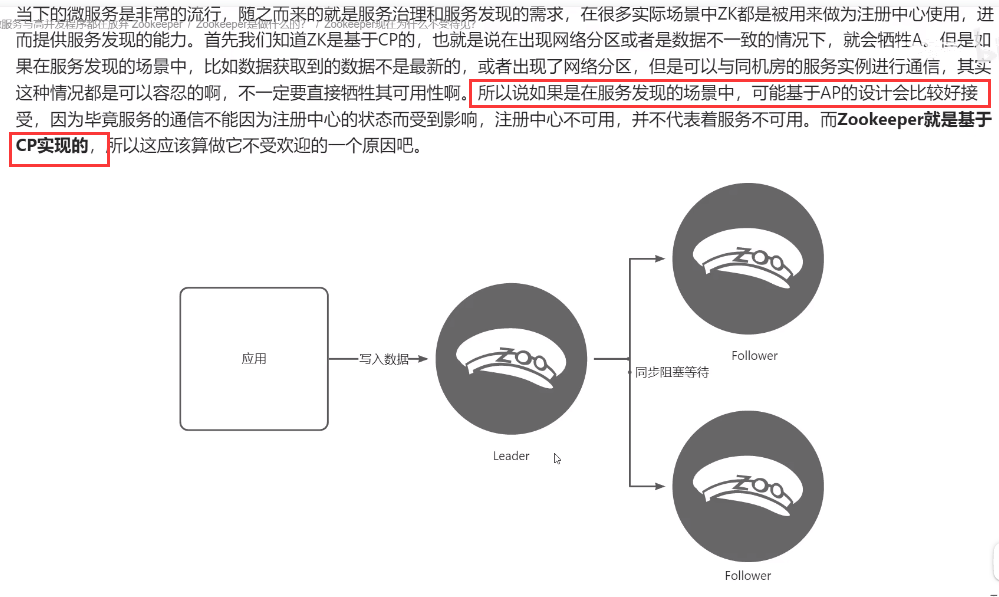 当下的微服务是非常的流行，随之而来的就是服务治理和服务发现的需求，在很多实际场景中ZK都是被用来做为注册中心使用，进
微服务与高并发程序都在放弃 Zookeeper / Zookeeper是做什么的？ / Zookeeper现在为什么不受待见?
而提供服务发现的能力。首先我们知道ZK是基于CP的，也就是说在出现网络分区或者是数据不一致的情况下，就会牺牲A。但是如
果在服务发现的场景中，比如数据获取到的数据不是最新的，或者出现了网络分区，但是可以与同机房的服务实例进行通信，其实
这种情况都是可以容忍的啊，不一定要直接牺牲其可用性啊。所以说如果是在服务发现的场景中，可能基于AP的设计会比较好接
受，因为毕竟服务的通信不能因为注册中心的状态而受到影响，注册中心不可用，并不代表着服务不可用。而Zookeeper就是基于
CP实现的，所以这应该算做它不受欢迎的一个原因吧。
ZOO
Follower
应用
写入数据
ZOO
同步阻塞等待
Leader
ZOO
Follower